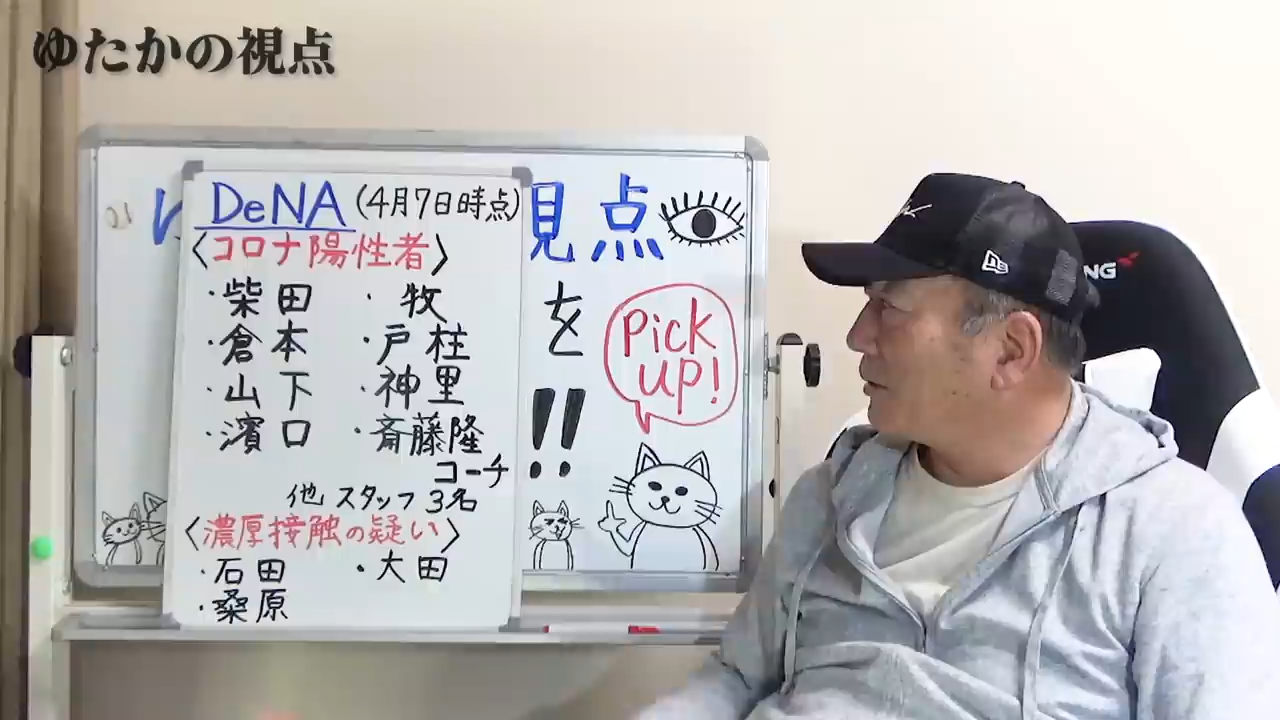 ゆたかの視点
DeNA (4月7日時点)
〈コロナ陽性者〉
・柴田 ・牧
・倉本 ・戸柱
・山下 ・神里
・濱口 ・斎藤隆
コーチ
他 スタッフ 3名
〈濃厚接触の疑い〉
・石田 ・大田
・桑原
視点
を
!!
Pick
up!
NG